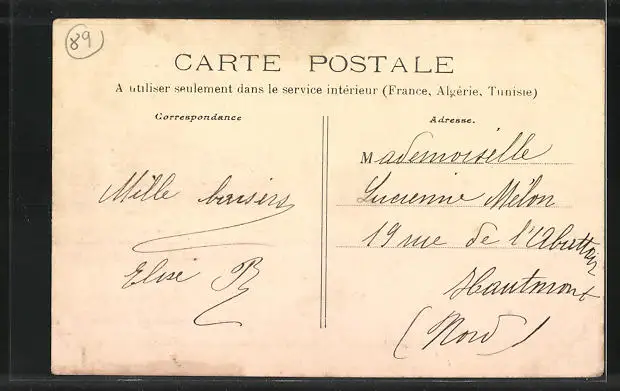 89
CARTE POSTALE
A utiliser seulement dans le service intérieur (France, Algérie, Tunisie)
Correspondance
Mille baisers
Elise B
Adresse.
Mademoiselle
Lucienne Mélon
19 rue de l'Abattoir
Hautmont
(Nord)